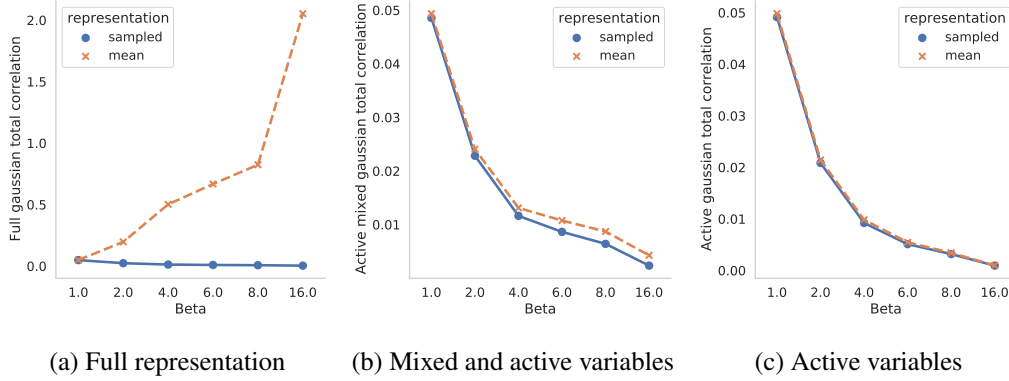 Full gaussian total correlation
2.0
1.5
1.0
0.5
0.0
representation
sampled
mean
1.0 2.0 4.0 6.0 8.0 16.0
Beta
(a) Full representation
Active mixed gaussian total correlation
0.05
0.04
0.03
0.02
0.01
representation
sampled
mean
1.0 2.0 4.0 6.0 8.0 16.0
Beta
(b) Mixed and active variables
Active gaussian total correlation
0.05
0.04
0.03
0.02
0.01
0.00
representation
sampled
mean
1.0 2.0 4.0 6.0 8.0 16.0
Beta
(c) Active variables